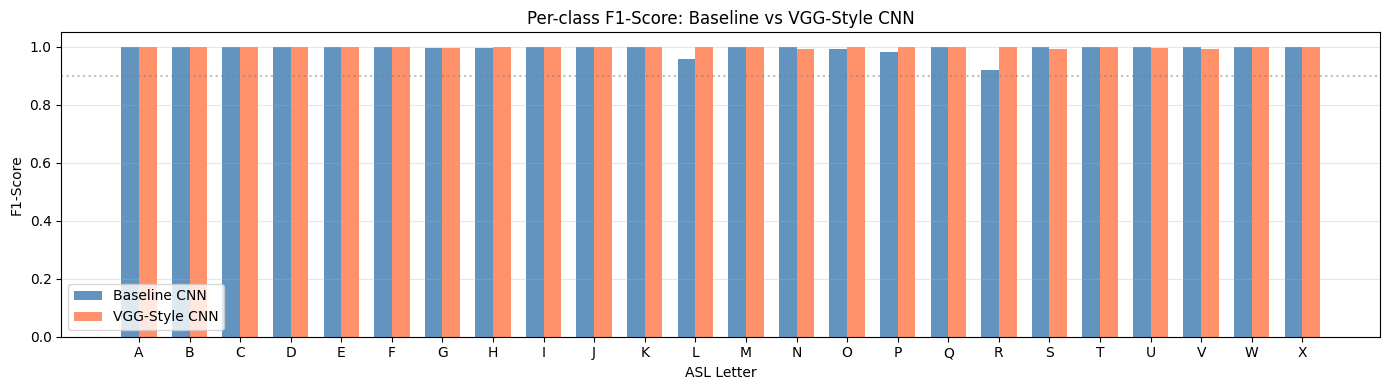 Per-class F1-Score: Baseline vs VGG-Style CNN
F1-Score
1.0
0.8
0.6
0.4
0.2
0.0
Baseline CNN
VGG-Style CNN
A B C D E F G H I J K L M N O P Q R S T U V W X
ASL Letter